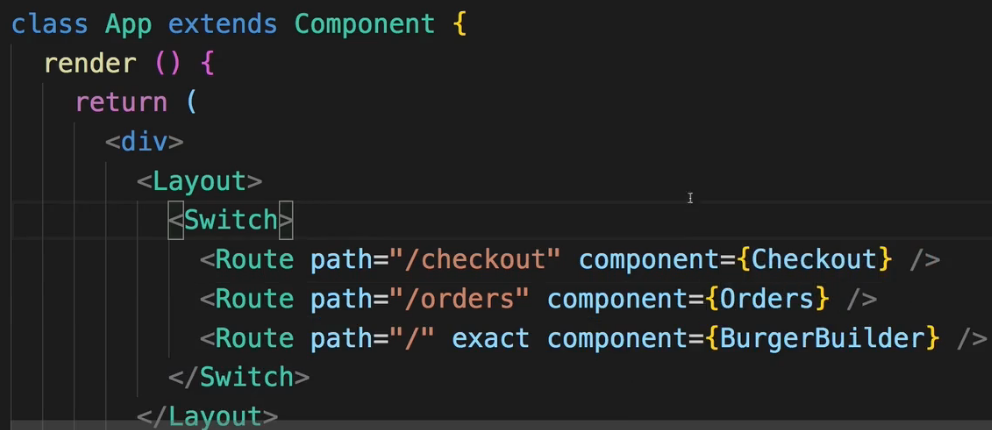 class App extends Component {
render () {
return (
<div>
<Layout>
<Switch>
<Route path="/checkout" component={Checkout} />
<Route path="/orders" component={Orders} />
<Route path="/" exact component={BurgerBuilder} />
</Switch>
</Layout>